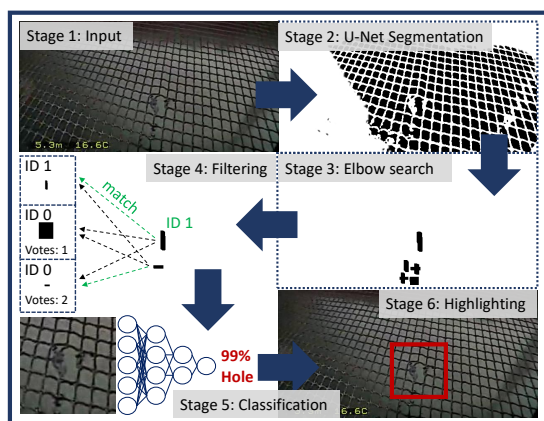 Stage 1: Input
5.3m 16.6C
Stage 2: U-Net Segmentation
Stage 3: Elbow search
Stage 4: Filtering
ID 1
ID 0
Votes: 1
ID 0
Votes: 2
match
ID 1
99%
Hole
Stage 5: Classification
Stage 6: Highlighting
6.6C